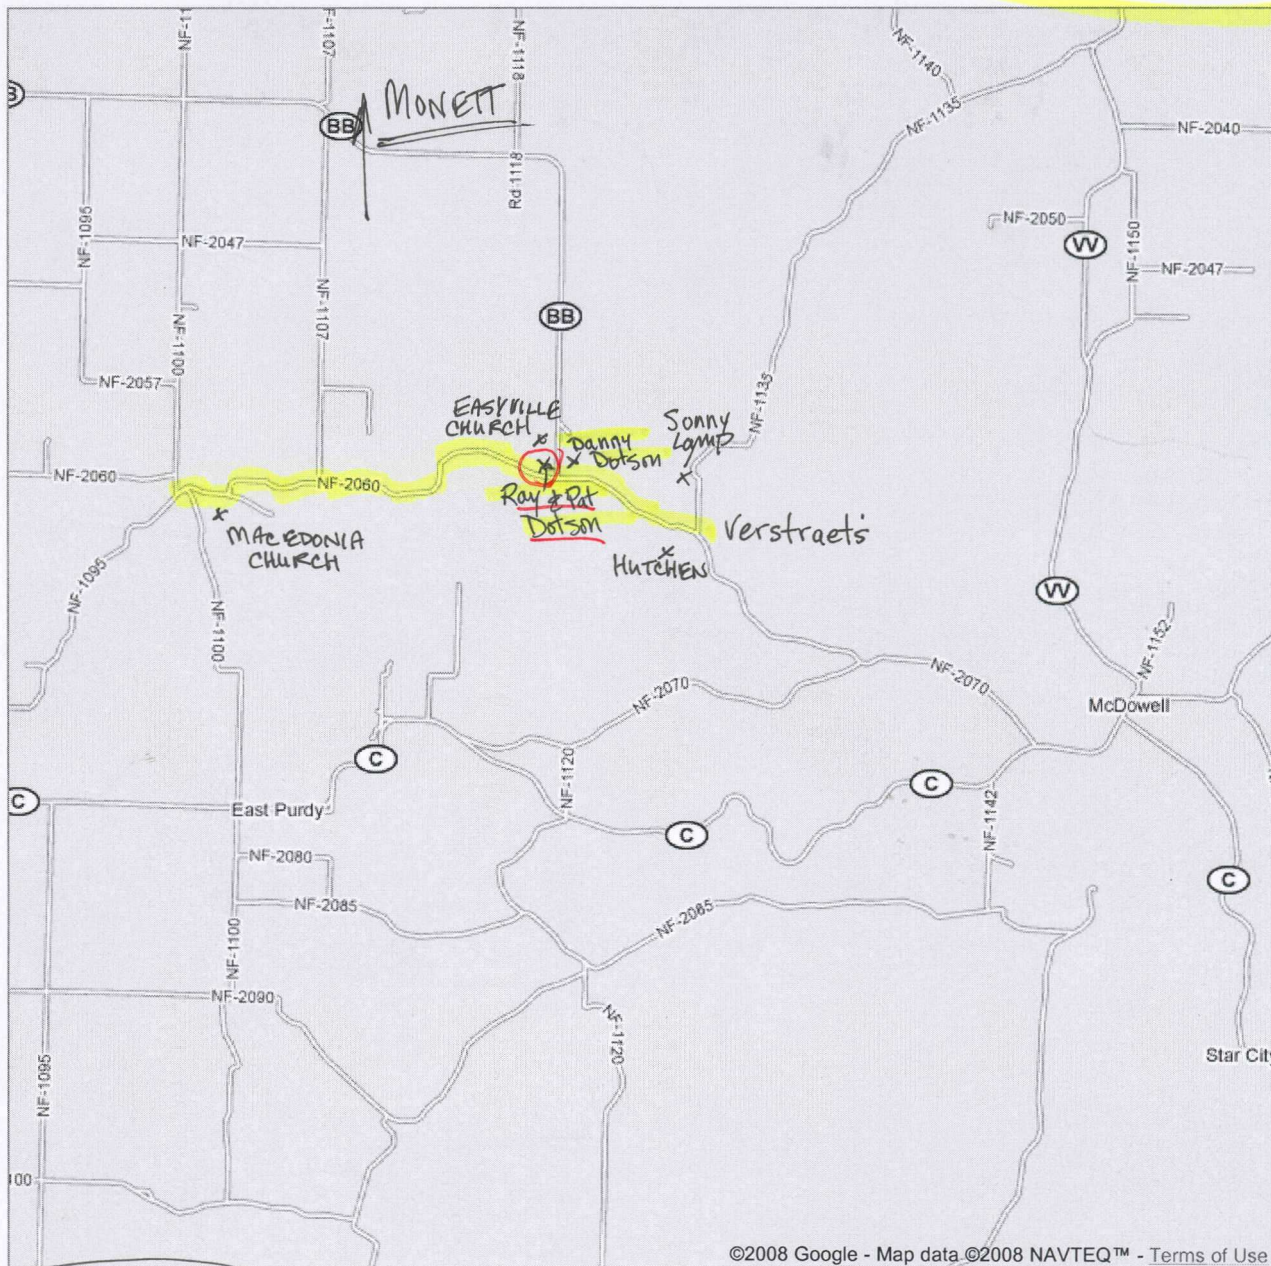 NF-11
F-1107
NF-1118
NF-1140
MONETT
BB
NF-1135
NF-2040
Rd 1118
NF-1095
NF-2047
NF-2050
VV
NF-1150
NF-2047
NF-1107
BB
NF-1100
NF-2057
NF-1135
EASYVILLE
CHURCH
Danny
Dotson
Sonny
Lamp
NF-2060
NF-2060
Ray & Pat
Dotson
Verstraets
MACEDONIA
CHURCH
HUTCHEN
NF-1095
NF-1100
VV
NF-1152
NF-2070
NF-2070
McDowell
C
NF-1120
C
C
East Purdy
NF-1142
C
NF-2080
C
NF-2085
NF-2085
NF-1100
NF-2090
NF-1120
Star City
NF-1095
100
©2008 Google - Map data ©2008 NAVTEQ™ - Terms of Use